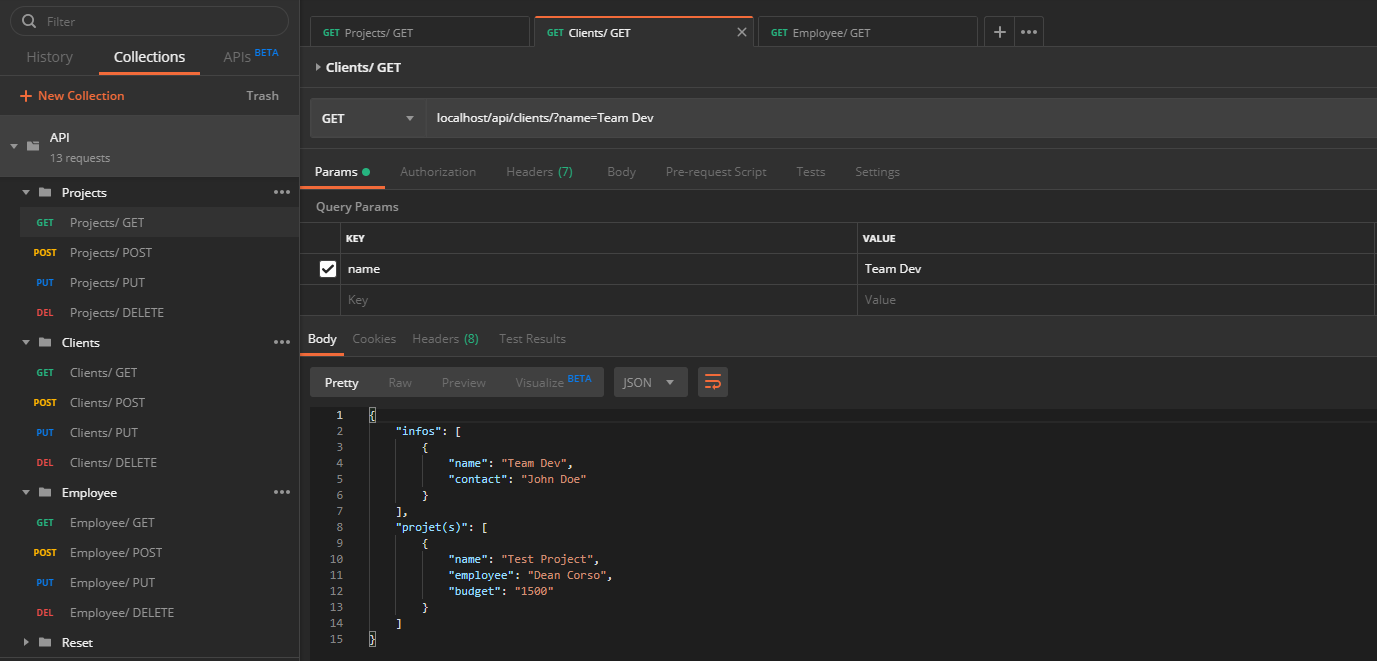 Filter
History Collections APIs BETA
+ New Collection Trash
API
13 requests
Projects
GET Projects/ GET
POST Projects/ POST
PUT Projects/ PUT
DEL Projects/ DELETE
Clients
GET Clients/ GET
POST Clients/ POST
PUT Clients/ PUT
DEL Clients/ DELETE
Employee
GET Employee/ GET
POST Employee/ POST
PUT Employee/ PUT
DEL Employee/ DELETE
Reset
GET Projects/ GET GET Clients/ GET GET Employee/ GET
Clients/ GET
GET localhost/api/clients/?name=Team Dev
Params Authorization Headers (7) Body Pre-request Script Tests Settings
Query Params
KEY VALUE
name Team Dev
Key Value
Body Cookies Headers (8) Test Results
Pretty Raw Preview Visualize BETA JSON
1 {
2 "infos": [
3 {
4 "name": "Team Dev",
5 "contact": "John Doe"
6 }
7 ],
8 "projet(s)": [
9 {
10 "name": "Test Project",
11 "employee": "Dean Corso",
12 "budget": "1500"
13 }
14 ]
15 }